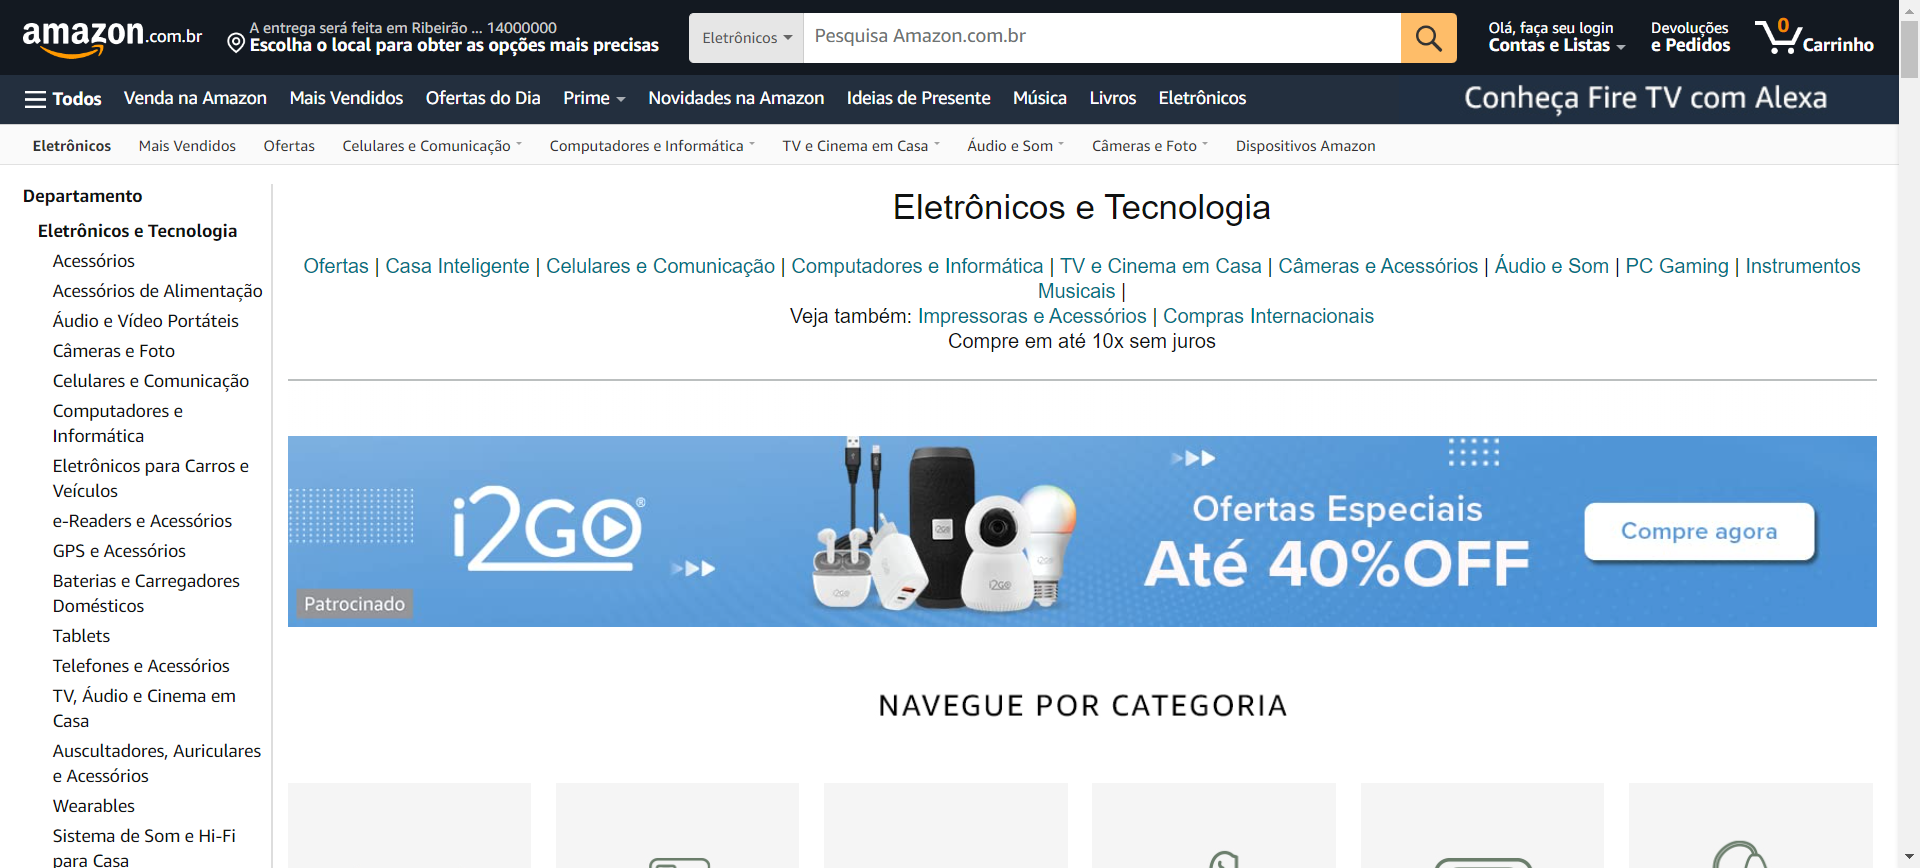 amazon.com.br
A entrega será feita em Ribeirão ... 14000000
Escolha o local para obter as opções mais precisas
Eletrônicos
Pesquisa Amazon.com.br
Olá, faça seu login
Contas e Listas
Devoluções
e Pedidos
0
Carrinho
Todos
Venda na Amazon
Mais Vendidos
Ofertas do Dia
Prime
Novidades na Amazon
Ideias de Presente
Música
Livros
Eletrônicos
Conheça Fire TV com Alexa
Eletrônicos
Mais Vendidos
Ofertas
Celulares e Comunicação
Computadores e Informática
TV e Cinema em Casa
Áudio e Som
Câmeras e Foto
Dispositivos Amazon
Departamento
Eletrônicos e Tecnologia
Acessórios
Acessórios de Alimentação
Áudio e Vídeo Portáteis
Câmeras e Foto
Celulares e Comunicação
Computadores e
Informática
Eletrônicos para Carros e
Veículos
e-Readers e Acessórios
GPS e Acessórios
Baterias e Carregadores
Domésticos
Tablets
Telefones e Acessórios
TV, Áudio e Cinema em
Casa
Auscultadores, Auriculares
e Acessórios
Wearables
Sistema de Som e Hi-Fi
para Casa
Eletrônicos e Tecnologia
Ofertas | Casa Inteligente | Celulares e Comunicação | Computadores e Informática | TV e Cinema em Casa | Câmeras e Acessórios | Áudio e Som | PC Gaming | Instrumentos
Musicais |
Veja também: Impressoras e Acessórios | Compras Internacionais
Compre em até 10x sem juros
i2GO®
Patrocinado
i2GO
i2GO
i2GO
i2GO
i2GO
Ofertas Especiais
Até 40%OFF
Compre agora
NAVEGUE POR CATEGORIA